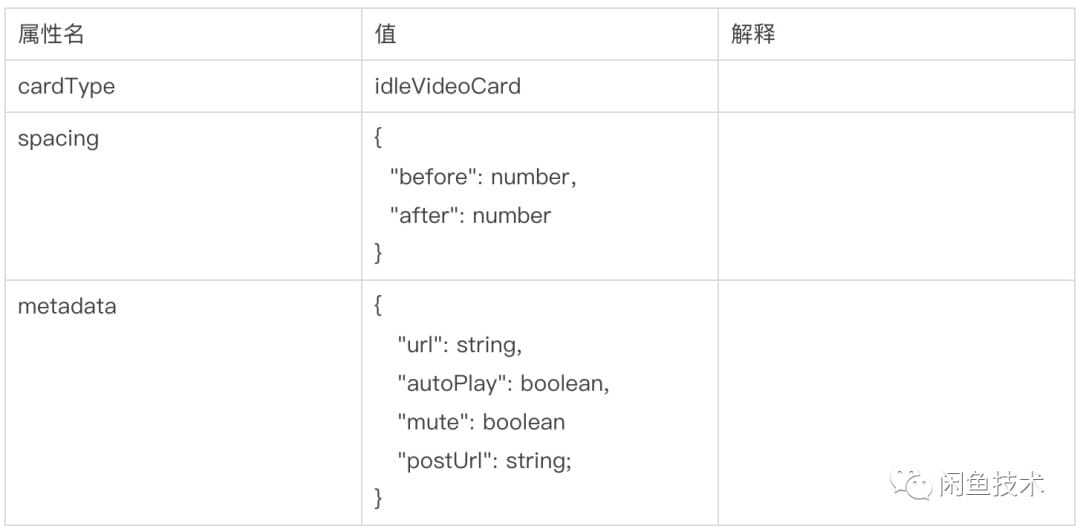 属性名 值 解释
cardType idleVideoCard
spacing {
"before": number,
"after": number
}
metadata {
"url": string,
"autoPlay": boolean,
"mute": boolean
"postUrl": string;
}
闲鱼技术